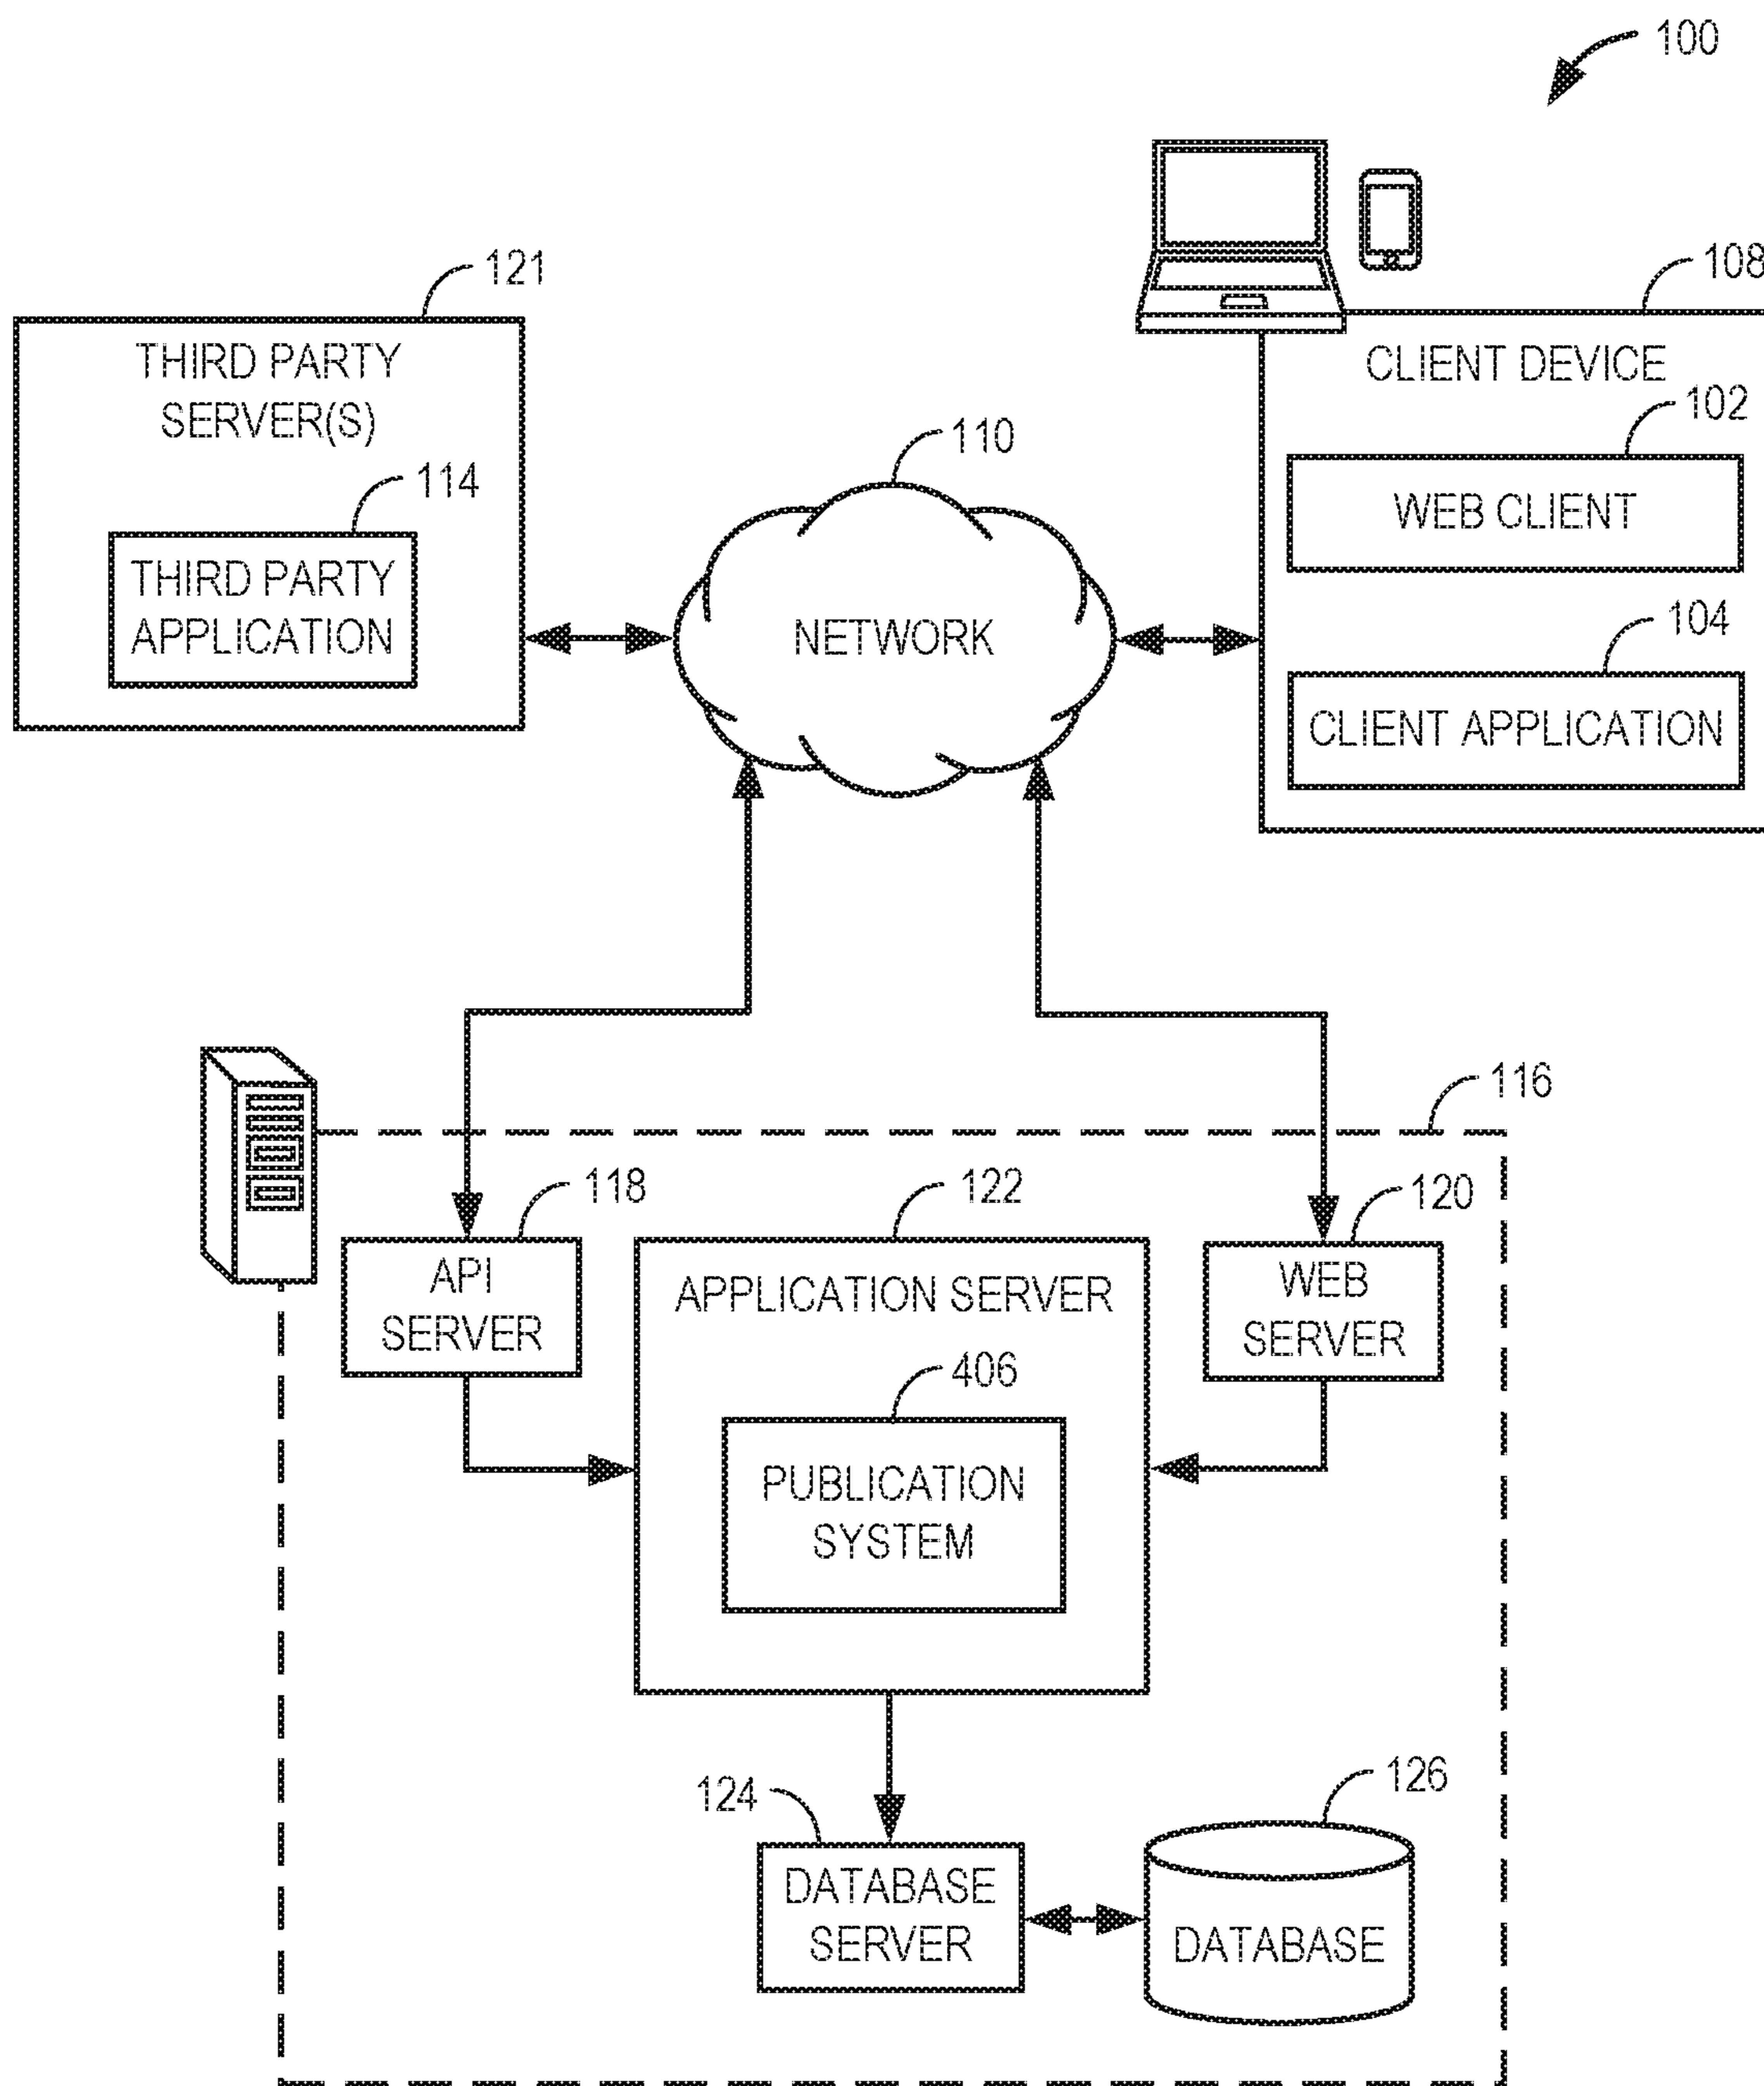 100
121
THIRD PARTY
SERVER(S)
114
THIRD PARTY
APPLICATION
110
NETWORK
108
CLIENT DEVICE
102
WEB CLIENT
104
CLIENT APPLICATION
116
118
API
SERVER
122
APPLICATION SERVER
406
PUBLICATION
SYSTEM
120
WEB
SERVER
124
DATABASE
SERVER
126
DATABASE